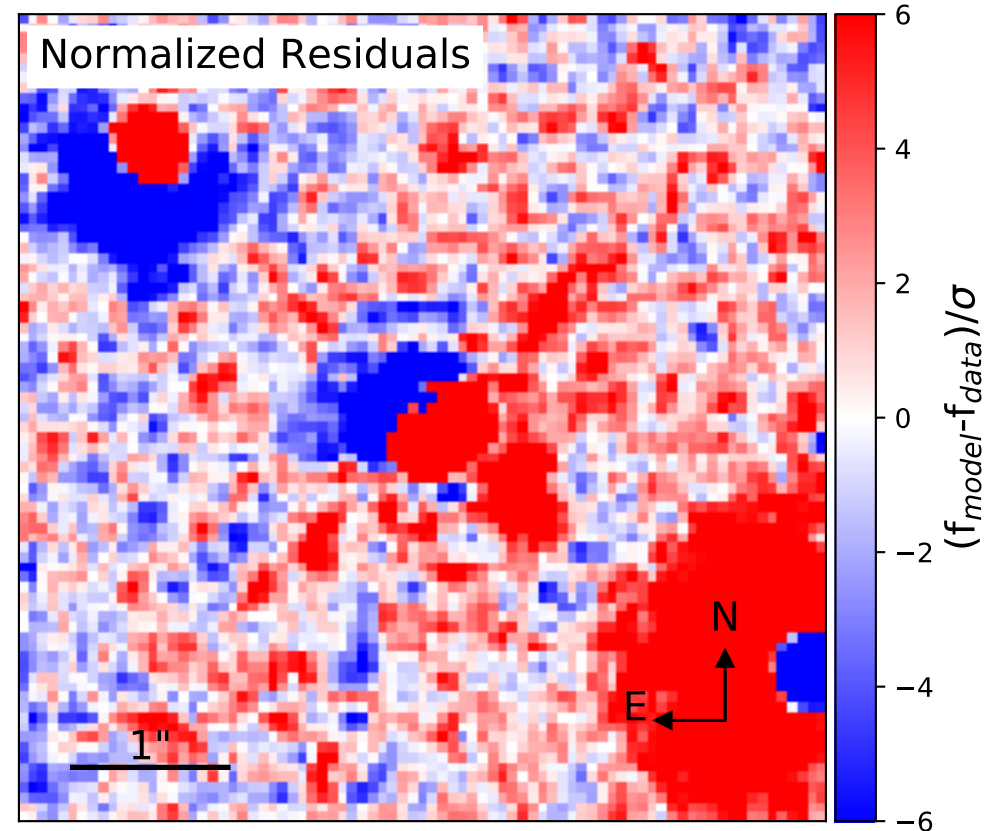 Normalized Residuals
6
4
2
0
−2
−4
−6
(f_model-f_data)/σ
N
E
1"